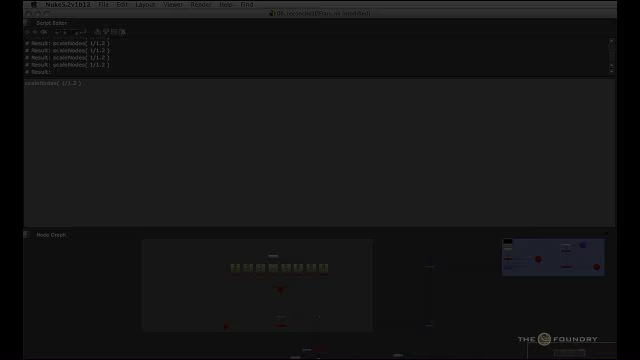 Nuke5.2v1b12 File Edit Layout Viewer Render Help
Script Editor
# Result: scaleNodes( 1/1.2 )
# Result: scaleNodes( 1/1.2 )
# Result: scaleNodes( 1/1.2 )
# Result: scaleNodes( 1/1.2 )
# Result:
scaleNodes( 1/1.2 )
Node Graph
THE FOUNDRY